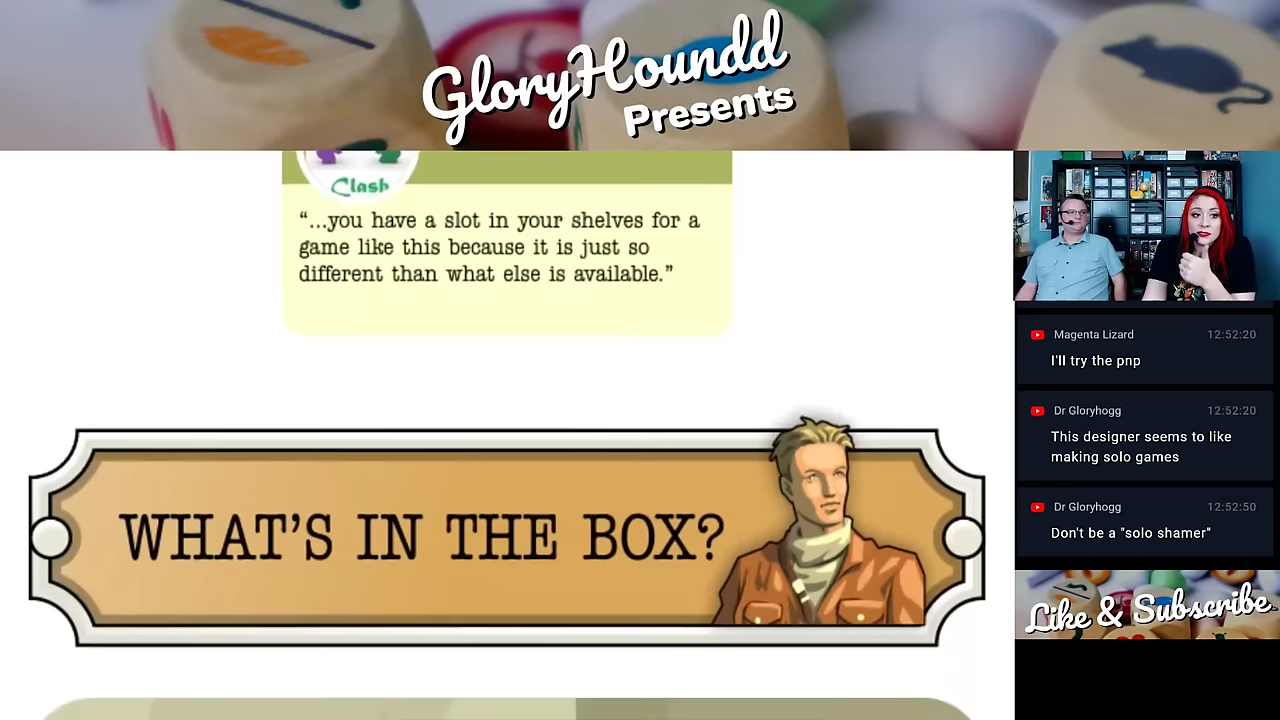 GloryHoundd
Presents
Clash
“...you have a slot in your shelves for a
game like this because it is just so
different than what else is available.”
WHAT'S IN THE BOX?
Magenta Lizard 12:52:20
I'll try the pnp
Dr Gloryhogg 12:52:20
This designer seems to like
making solo games
Dr Gloryhogg 12:52:50
Don't be a "solo shamer"
Like & Subscribe